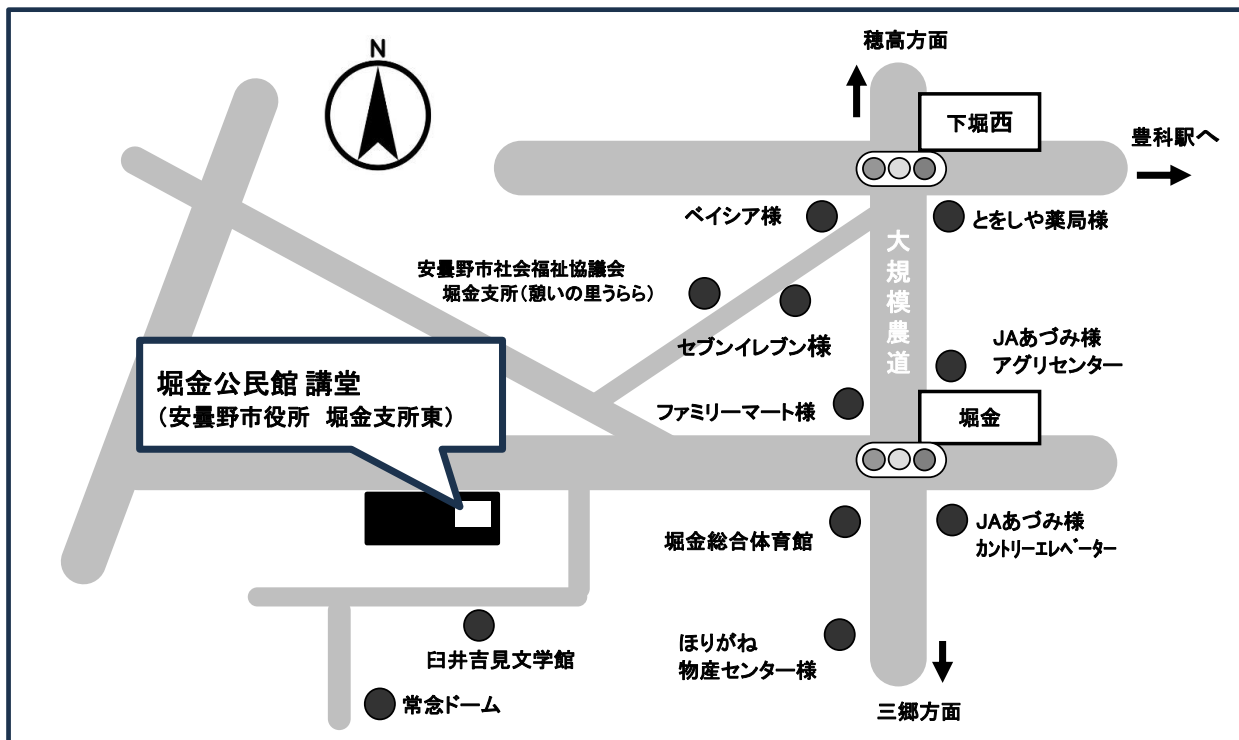 穂高方面
N
下堀西
豊科駅へ
ベイシア様
とをしや薬局様
大規模農道
安曇野市社会福祉協議会
堀金支所(憩いの里うらら)
セブンイレブン様
JAあづみ様
アグリセンター
堀金公民館 講堂
(安曇野市役所　堀金支所東)
ファミリーマート様
堀金
堀金総合体育館
JAあづみ様
カントリーエレベーター
臼井吉見文学館
ほりがね
物産センター様
常念ドーム
三郷方面